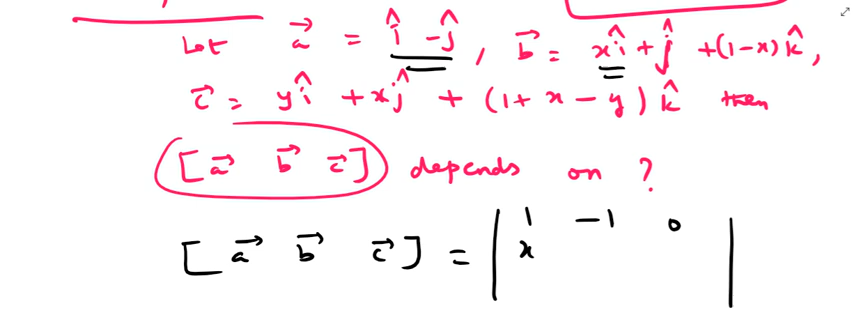 Let a⃗ = î - ĵ , b⃗ = xî + ĵ + (1-x)k̂,
c⃗ = yî + xĵ + (1+x-y)k̂ then
[a⃗ b⃗ c⃗] depends on ?
[a⃗ b⃗ c⃗] = | 1 -1 0 |
x